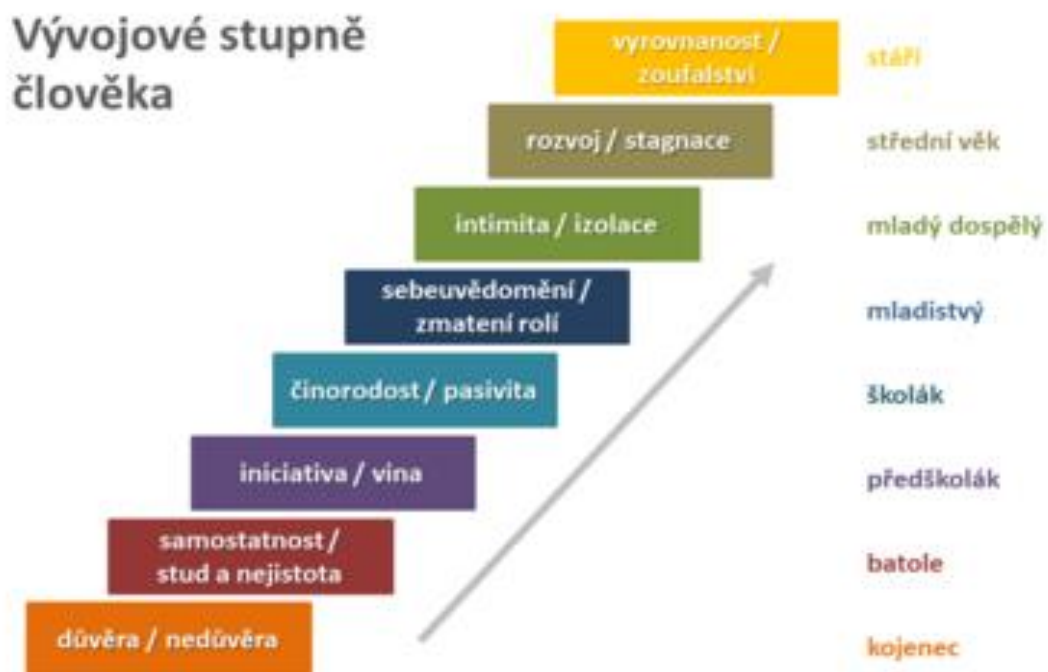 Vývojové stupně
člověka
vyrovnanost /
zoufalství
stáří
rozvoj / stagnace
střední věk
intimita / izolace
mladý dospělý
sebeuvědomění /
zmatení rolí
mladistvý
činorodost / pasivita
školák
iniciativa / vina
předškolák
samostatnost /
stud a nejistota
batole
důvěra / nedůvěra
kojenec